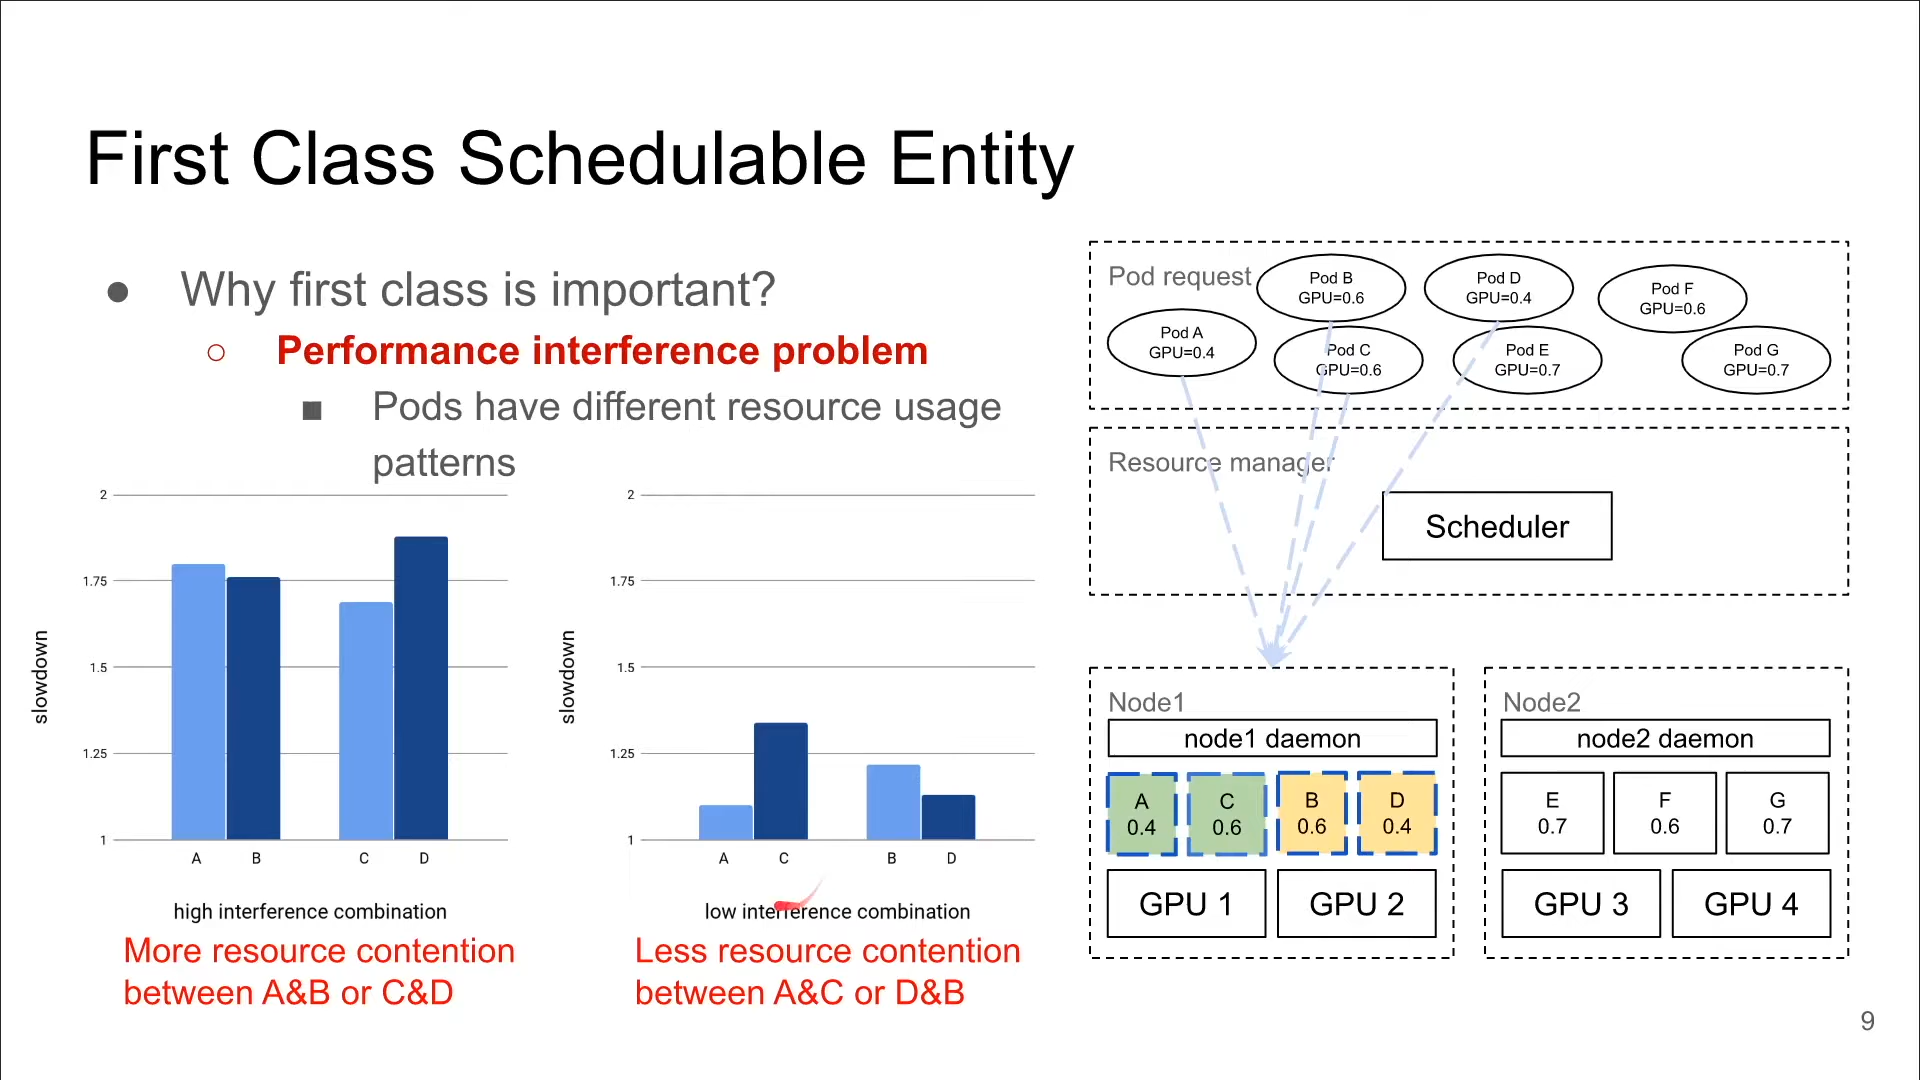 First Class Schedulable Entity
● Why first class is important?
○ Performance interference problem
■ Pods have different resource usage
patterns
2
1.75
1.5
1.25
1
slowdown
A B C D
high interference combination
More resource contention
between A&B or C&D
2
1.75
1.5
1.25
1
slowdown
A C B D
low interference combination
Less resource contention
between A&C or D&B
Pod request
Pod A
GPU=0.4
Pod B
GPU=0.6
Pod C
GPU=0.6
Pod D
GPU=0.4
Pod E
GPU=0.7
Pod F
GPU=0.6
Pod G
GPU=0.7
Resource manager
Scheduler
Node1
node1 daemon
A
0.4
C
0.6
B
0.6
D
0.4
GPU 1
GPU 2
Node2
node2 daemon
E
0.7
F
0.6
G
0.7
GPU 3
GPU 4
9